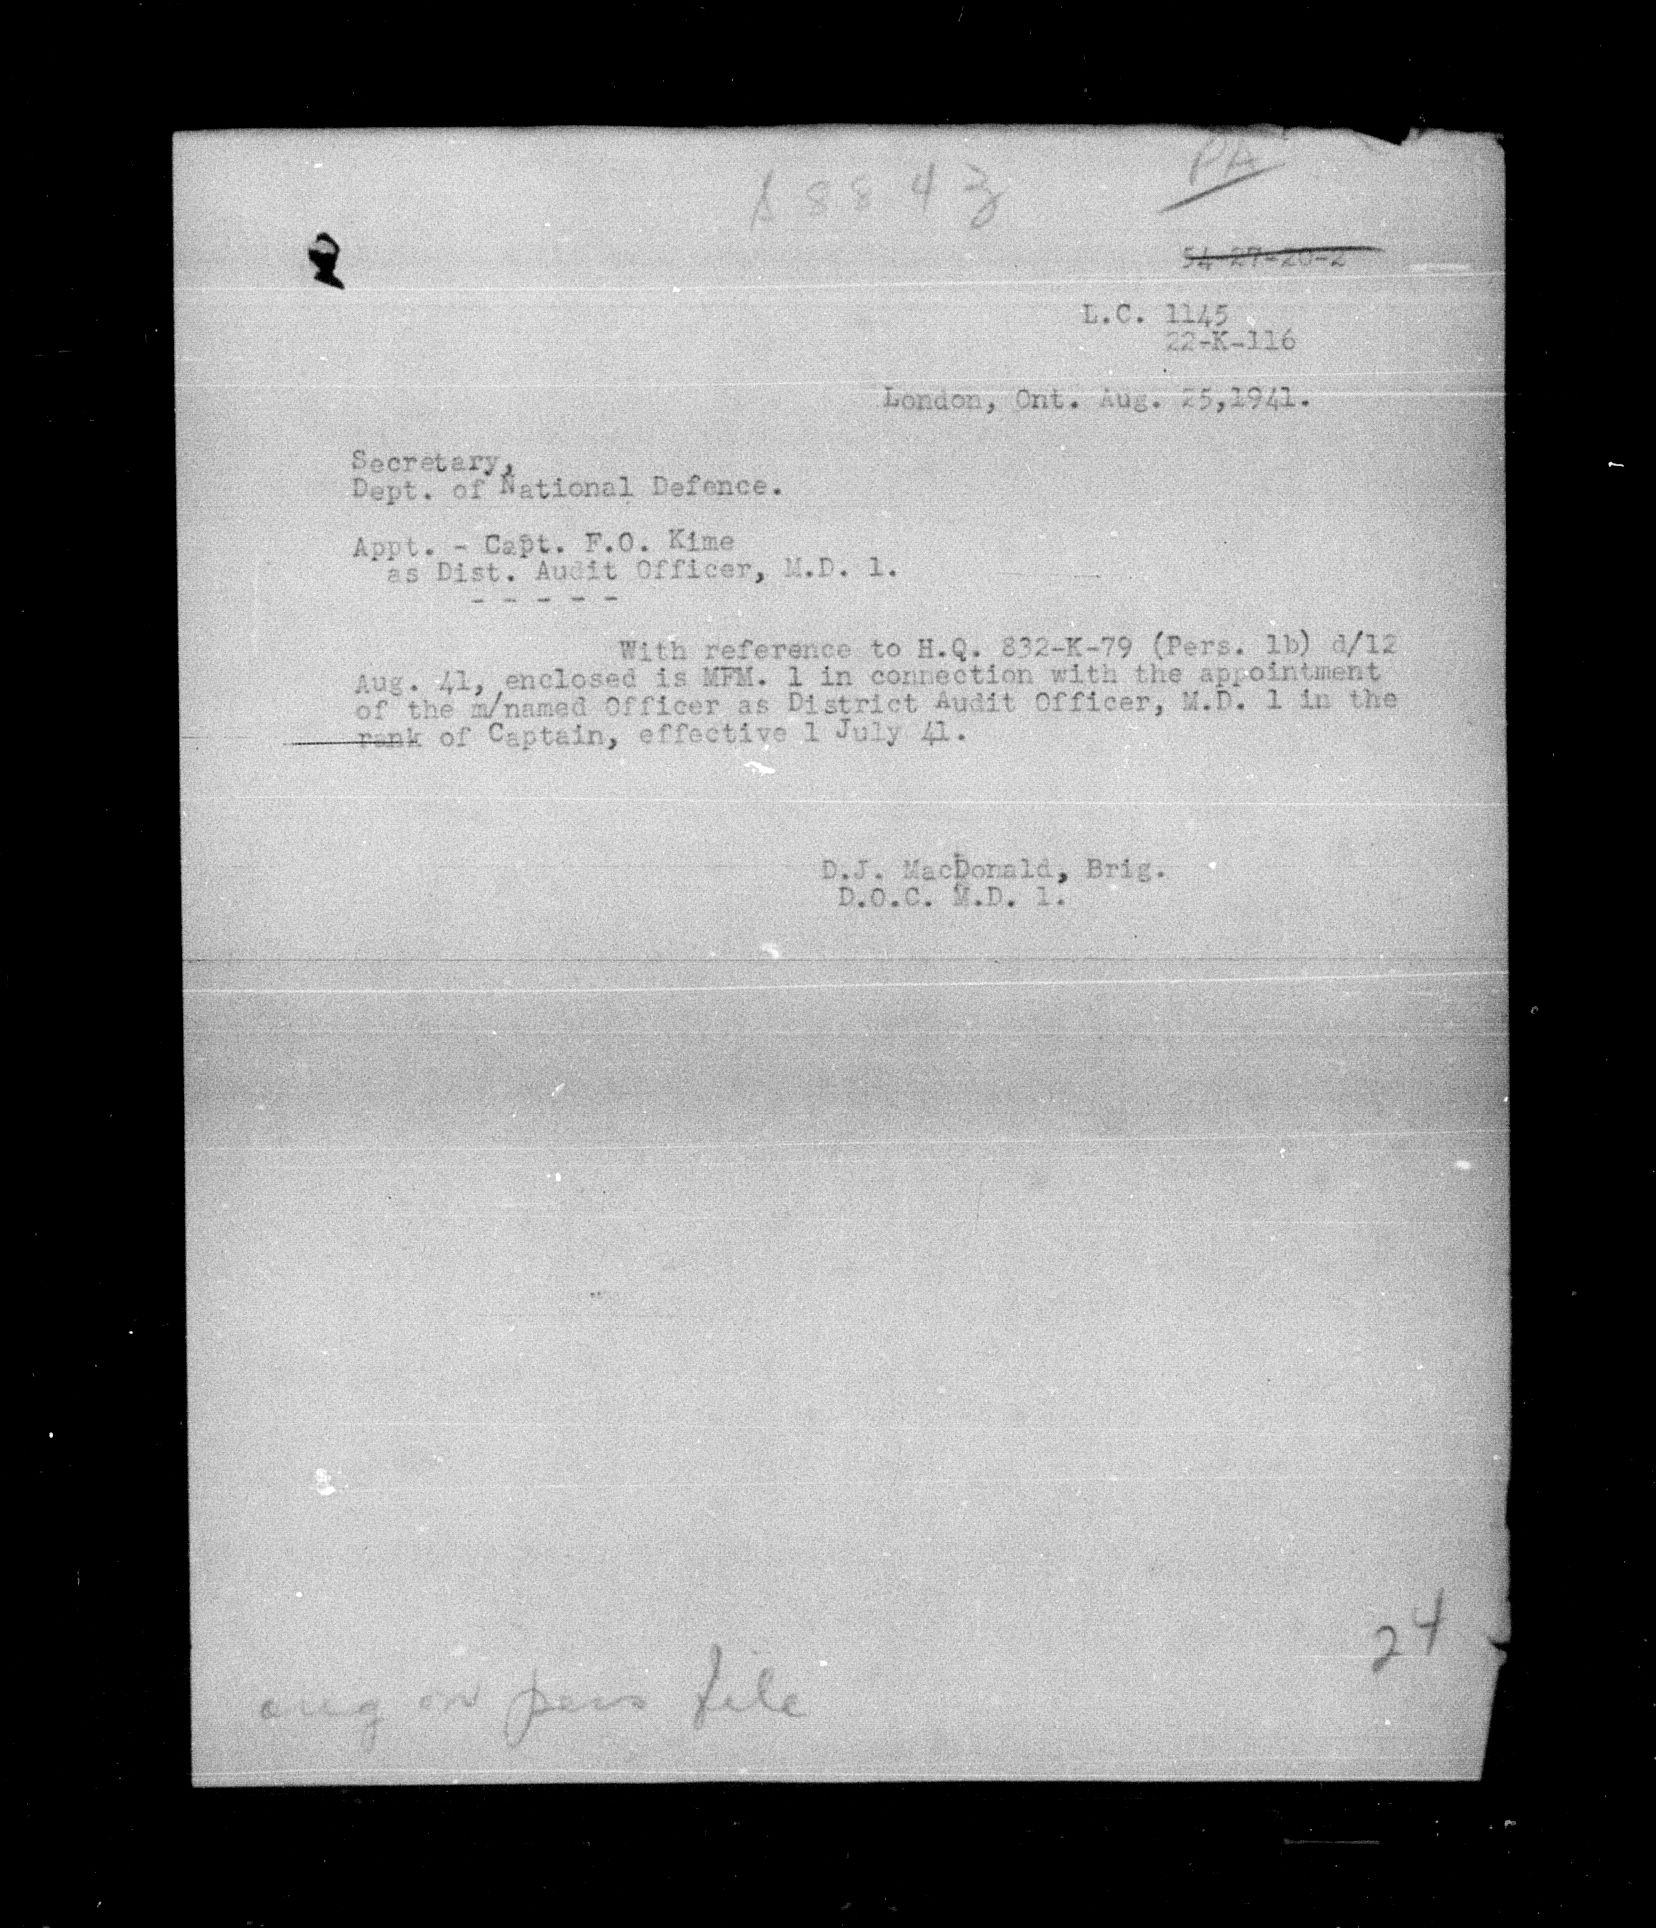 PA
8843
54-27-20-2
L.C. 1145
22-K-116
London, Ont. Aug. 25,1941.
Secretary,
Dept. of National Defence.
Appt. - Capt. F.O. Kime
as Dist. Audit Officer, M.D. 1.
- - - - -
With reference to H.Q. 832-K-79 (Pers. 1b) d/12
Aug. 41, enclosed is MFM. 1 in connection with the appointment
of the m/named Officer as District Audit Officer, M.D. 1 in the
rank of Captain, effective 1 July 41.
D.J. MacDonald, Brig.
D.O.C. M.D. 1.
24
on pers file